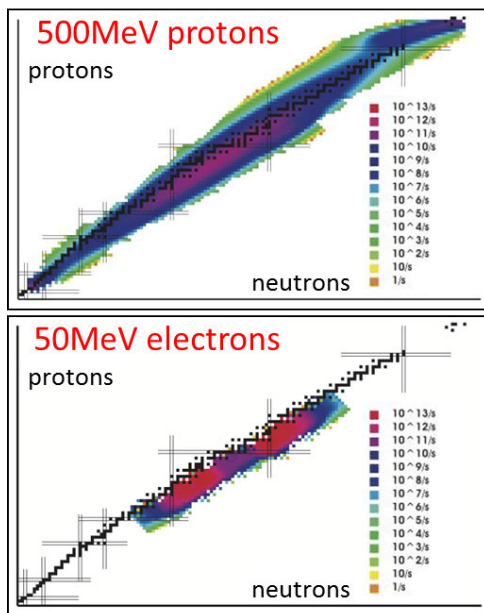 500MeV protons
protons
10^13/s
10^12/s
10^11/s
10^10/s
10^9/s
10^8/s
10^7/s
10^6/s
10^5/s
10^4/s
10^3/s
10^2/s
10/s
1/s
neutrons
50MeV electrons
protons
10^13/s
10^12/s
10^11/s
10^10/s
10^9/s
10^8/s
10^7/s
10^6/s
10^5/s
10^4/s
10^3/s
10^2/s
10/s
1/s
neutrons